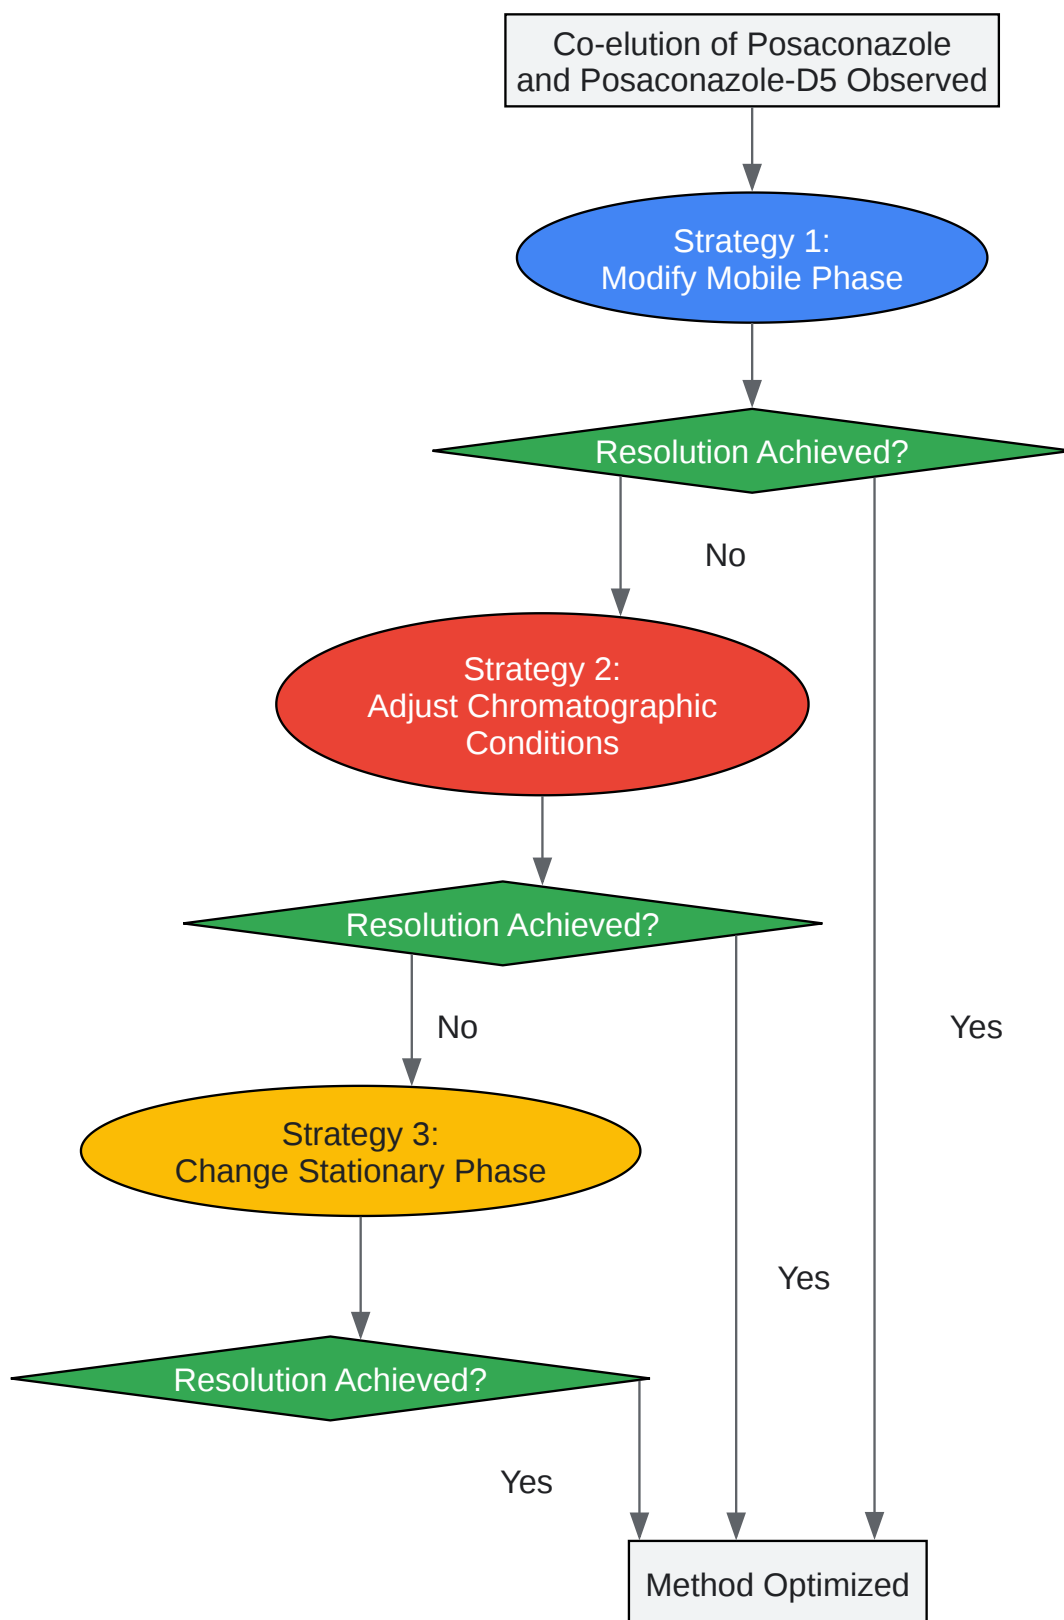 Co-elution of Posaconazole
and Posaconazole-D5 Observed
Strategy 1:
Modify Mobile Phase
Resolution Achieved?
No
Strategy 2:
Adjust Chromatographic
Conditions
Resolution Achieved?
No
Yes
Strategy 3:
Change Stationary Phase
Yes
Resolution Achieved?
Yes
Method Optimized